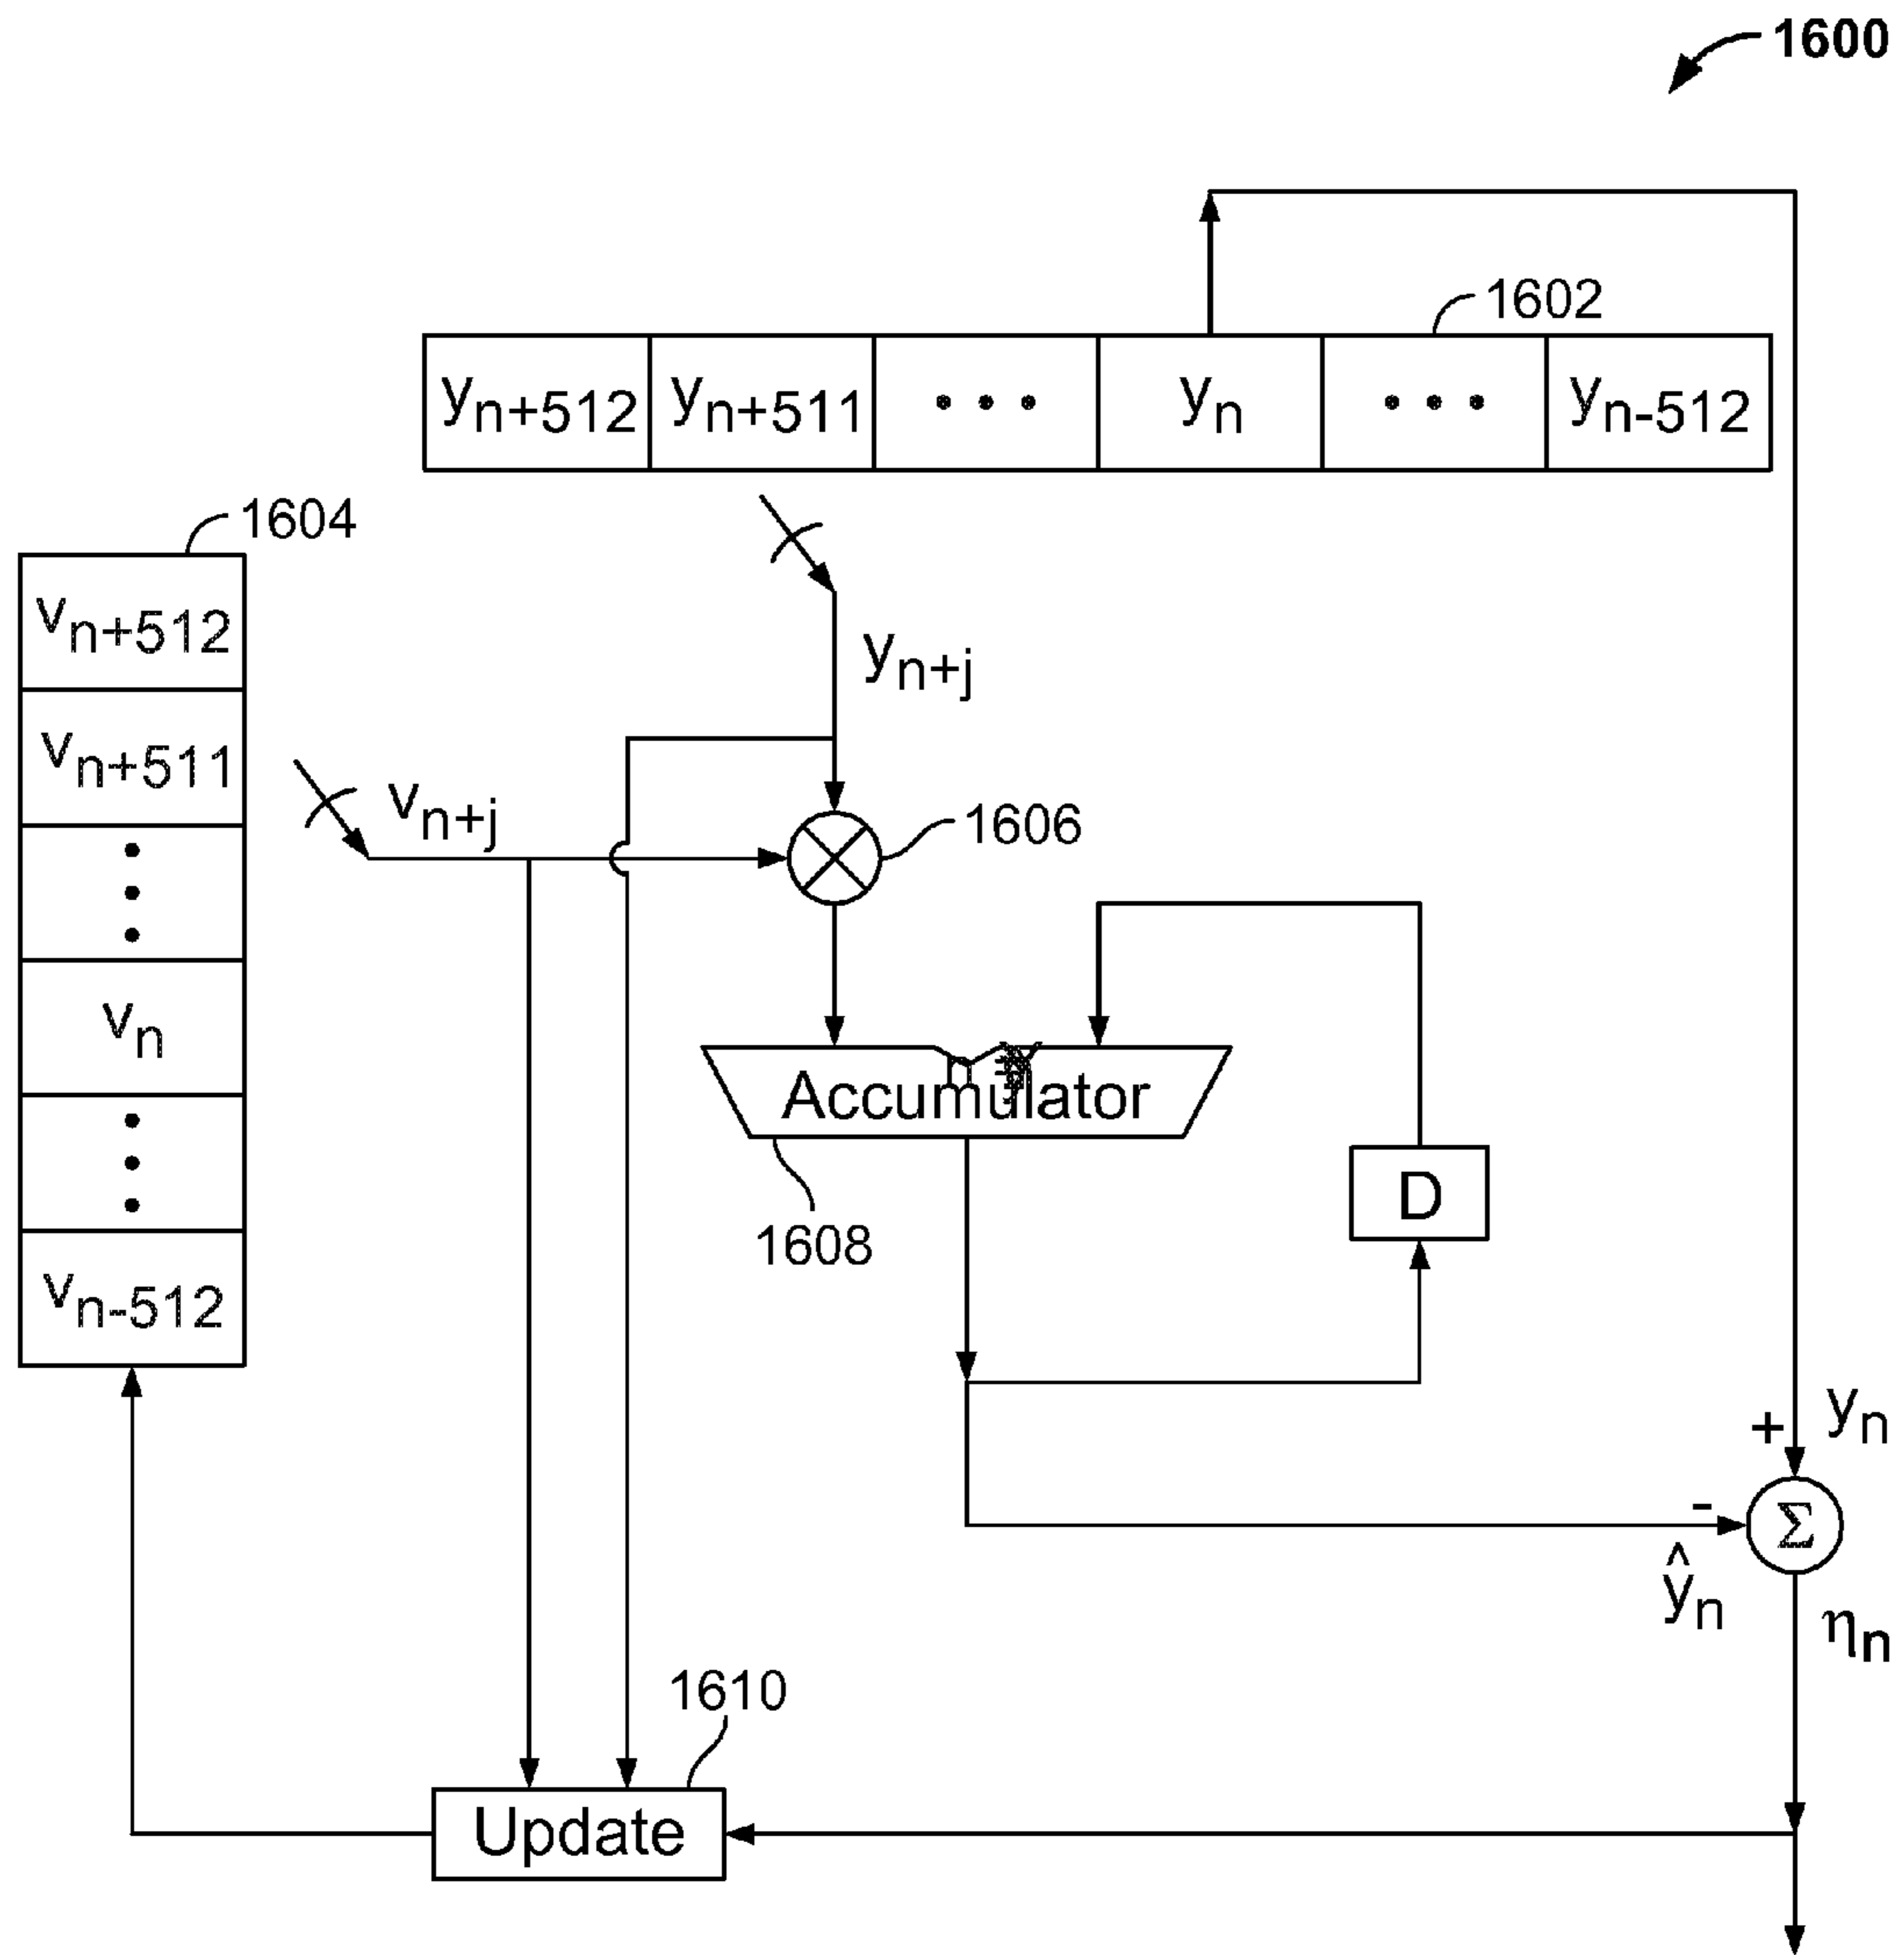 1600
1602
yn+512 yn+511 • • • yn • • • yn-512
1604
vn+512
vn+511
•
•
•
vn
•
•
•
vn-512
yn+j
vn+j
1606
Accumulator
1608
D
+ yn
- Σ
ŷn
ηn
1610
Update